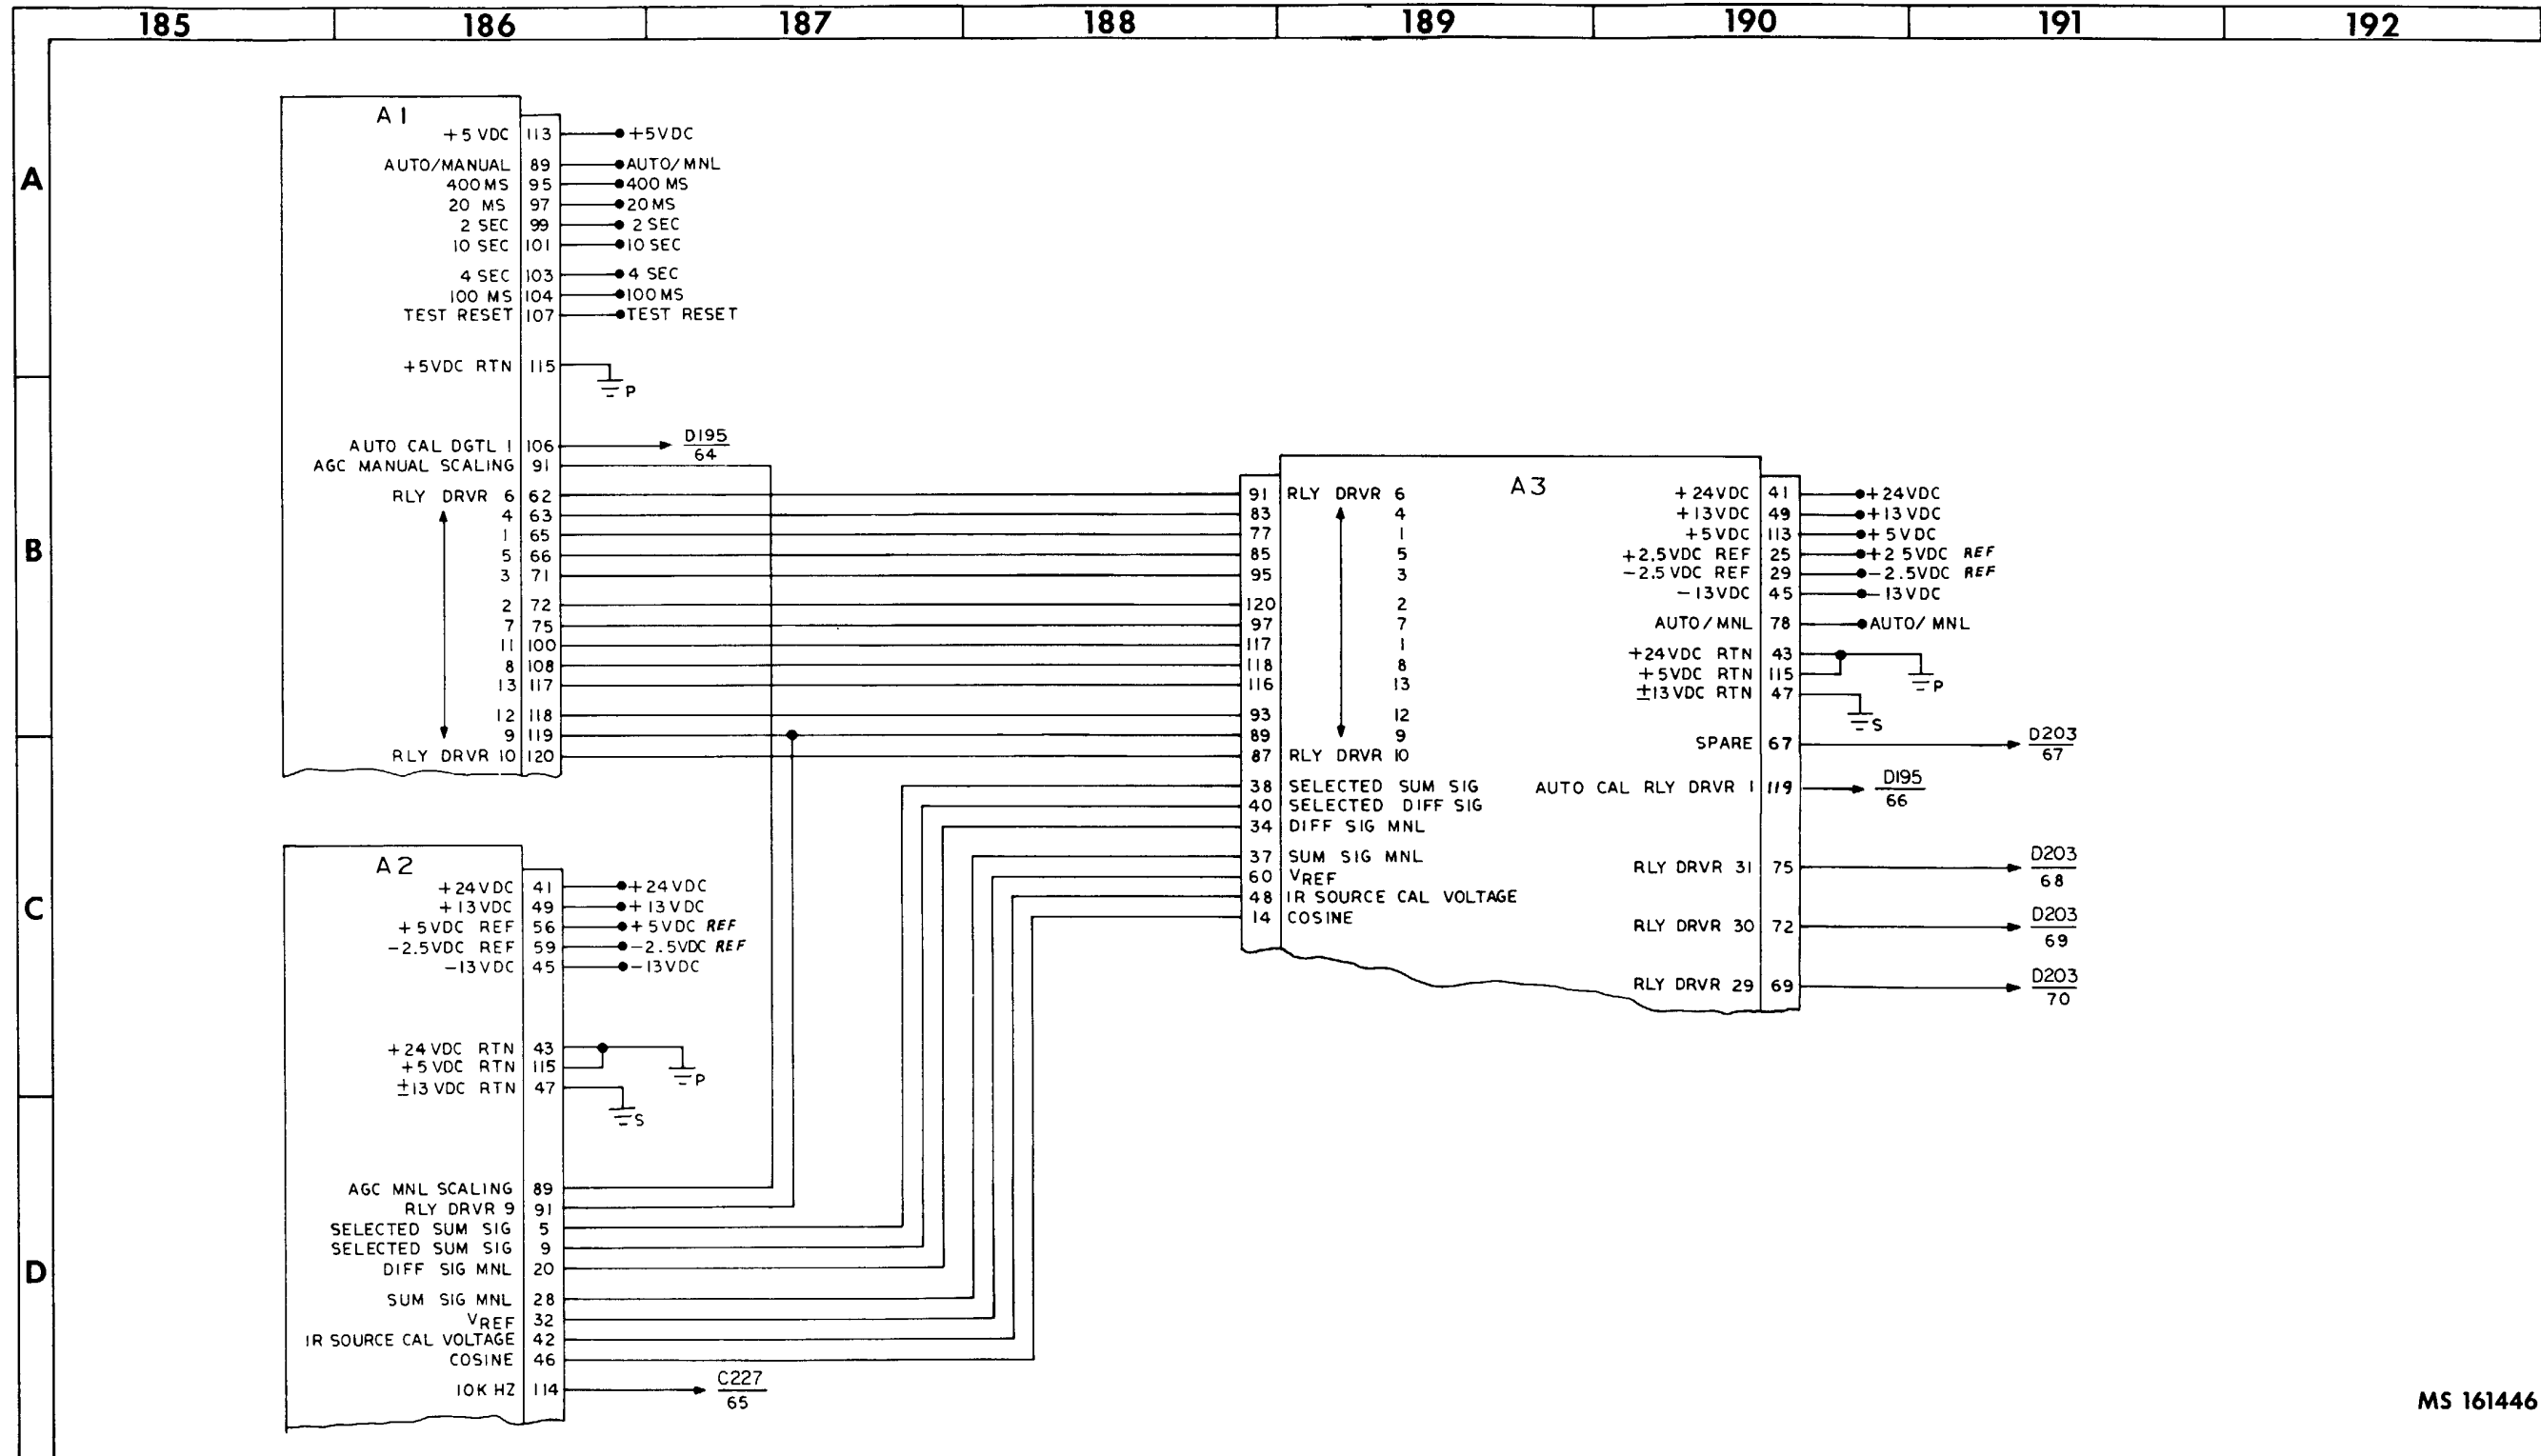 185 186 187 188 189 190 191 192
A
B
C
D
A1
+5 VDC 113 +5VDC
AUTO/MANUAL 89 AUTO/MNL
400 MS 95 400 MS
20 MS 97 20 MS
2 SEC 99 2 SEC
10 SEC 101 10 SEC
4 SEC 103 4 SEC
100 MS 104 100 MS
TEST RESET 107 TEST RESET
+5VDC RTN 115
P
AUTO CAL DGTL 1 106 D195
64
AGC MANUAL SCALING 91
RLY DRVR 6 62
4 63
1 65
5 66
3 71
2 72
7 75
11 100
8 108
13 117
12 118
9 119
RLY DRVR 10 120
A2
+24VDC 41 +24VDC
+13VDC 49 +13VDC
+5VDC REF 56 +5VDC REF
-2.5VDC REF 59 -2.5VDC REF
-13VDC 45 -13VDC
+24VDC RTN 43
+5VDC RTN 115
P
±13 VDC RTN 47
S
AGC MNL SCALING 89
RLY DRVR 9 91
SELECTED SUM SIG 5
SELECTED SUM SIG 9
DIFF SIG MNL 20
SUM SIG MNL 28
VREF 32
IR SOURCE CAL VOLTAGE 42
COSINE 46
10K HZ 114 C227
65
A3
91 RLY DRVR 6
83 4
77 1
85 5
95 3
120 2
97 7
117 1
118 8
116 13
93 12
89 9
87 RLY DRVR 10
38 SELECTED SUM SIG
40 SELECTED DIFF SIG
34 DIFF SIG MNL
37 SUM SIG MNL
60 VREF
48 IR SOURCE CAL VOLTAGE
14 COSINE
+24VDC 41 +24VDC
+13VDC 49 +13VDC
+5VDC 113 +5VDC
+2.5VDC REF 25 +2 5VDC REF
-2.5VDC REF 29 -2.5VDC REF
-13VDC 45 -13VDC
AUTO/MNL 78 AUTO/MNL
+24VDC RTN 43
+5VDC RTN 115
P
±13VDC RTN 47
S
SPARE 67 D203
67
AUTO CAL RLY DRVR 1 119 D195
66
RLY DRVR 31 75 D203
68
RLY DRVR 30 72 D203
69
RLY DRVR 29 69 D203
70
MS 161446